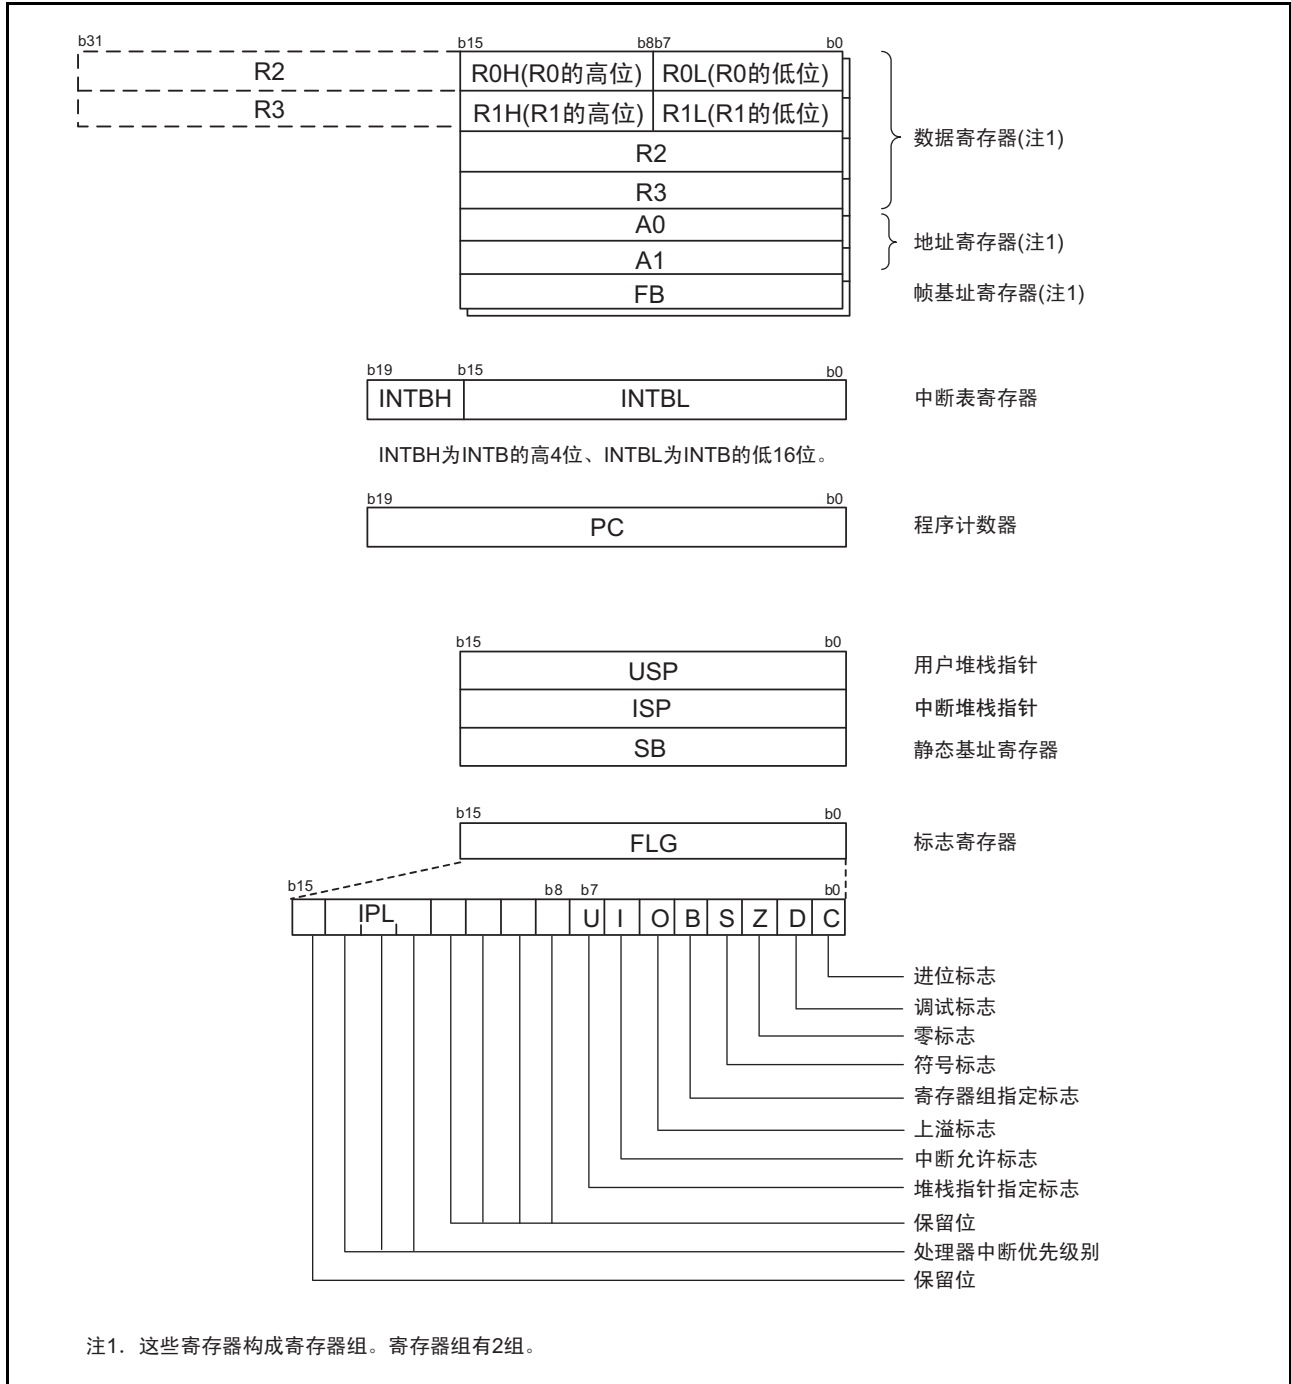 b31 b15 b8b7 b0
R2 R0H(R0的高位) R0L(R0的低位)
R3 R1H(R1的高位) R1L(R1的低位)
R2
数据寄存器(注1)
R3
A0
地址寄存器(注1)
A1
FB 帧基址寄存器(注1)
b19 b15 b0
INTBH INTBL 中断表寄存器
INTBH为INTB的高4位、INTBL为INTB的低16位。
b19 b0
PC 程序计数器
b15 b0
USP 用户堆栈指针
ISP 中断堆栈指针
SB 静态基址寄存器
b15 b0
FLG 标志寄存器
b15 b8 b7 b0
IPL U I O B S Z D C
进位标志
调试标志
零标志
符号标志
寄存器组指定标志
上溢标志
中断允许标志
堆栈指针指定标志
保留位
处理器中断优先级别
保留位
注1. 这些寄存器构成寄存器组。寄存器组有2组。